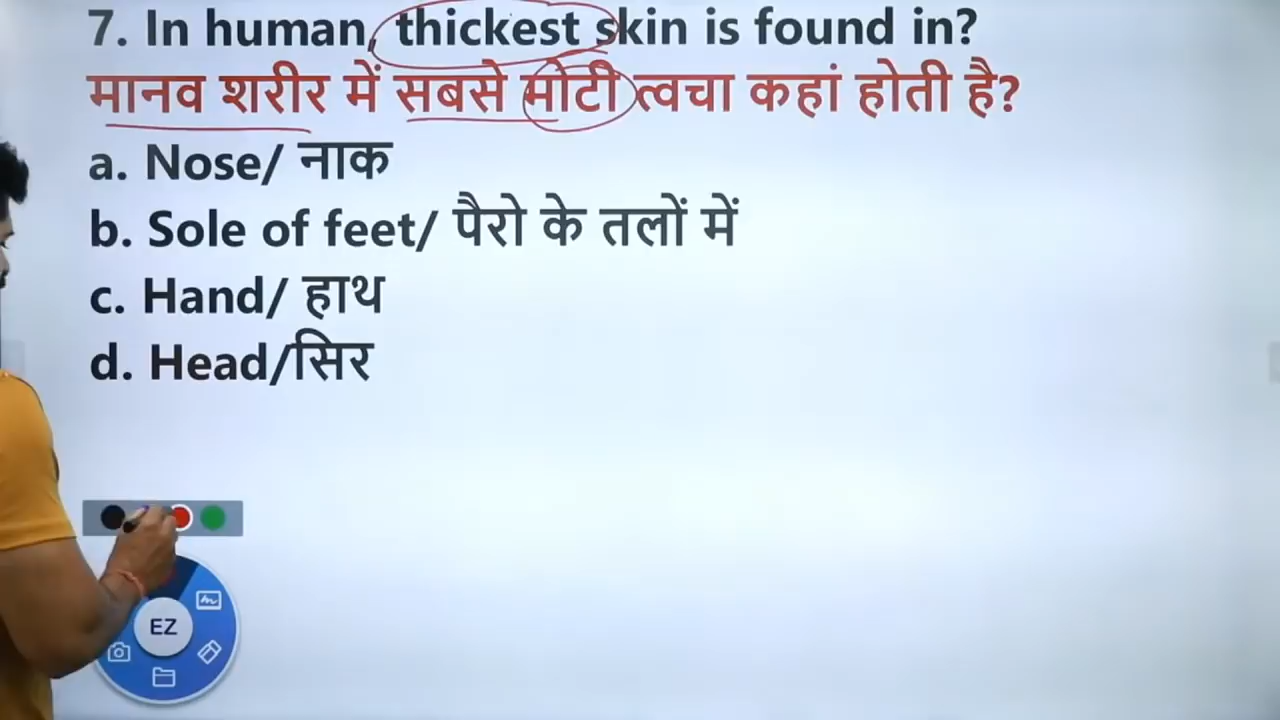 7. In human, thickest skin is found in?
मानव शरीर में सबसे मोटी त्वचा कहां होती है?
a. Nose/ नाक
b. Sole of feet/ पैरो के तलों में
c. Hand/ हाथ
d. Head/सिर
EZ